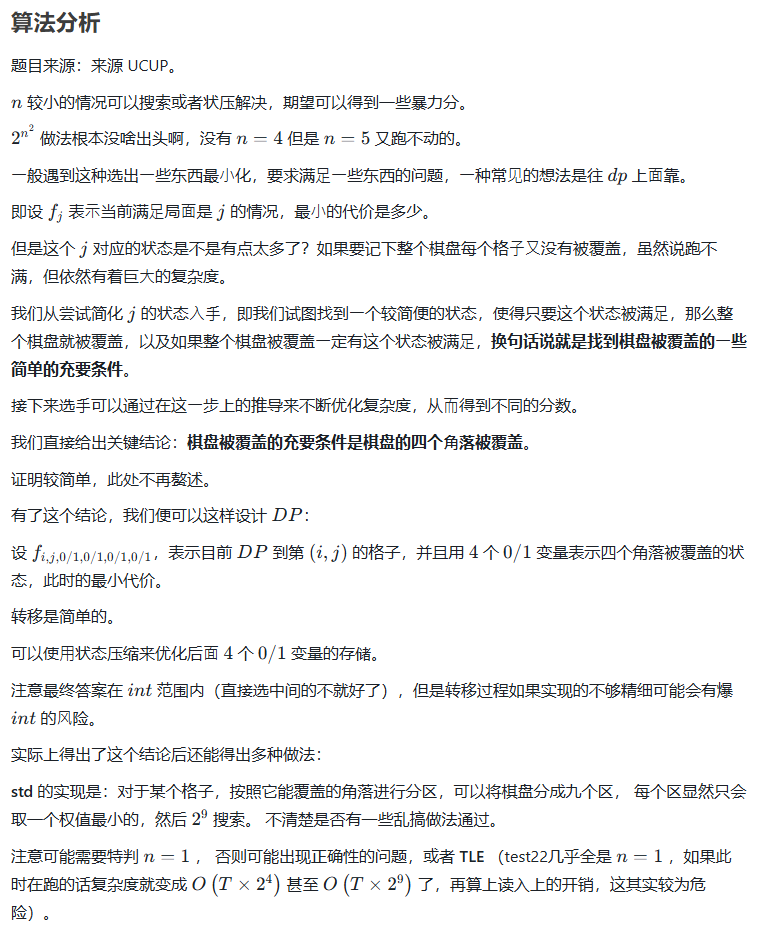 算法分析
题目来源：来源 UCUP。
n 较小的情况可以搜索或者状压解决，期望可以得到一些暴力分。
2^{n^2} 做法根本没啥出头啊，没有 n = 4 但是 n = 5 又跑不动的。
一般遇到这种选出一些东西最小化，要求满足一些东西的问题，一种常见的想法是往 dp 上面靠。
即设 f_j 表示当前满足局面是 j 的情况，最小的代价是多少。
但是这个 j 对应的状态是不是有点太多了？如果要记下整个棋盘每个格子又没有被覆盖，虽然说跑不
满，但依然有着巨大的复杂度。
我们从尝试简化 j 的状态入手，即我们试图找到一个较简便的状态，使得只要这个状态被满足，那么整
个棋盘就被覆盖，以及如果整个棋盘被覆盖一定有这个状态被满足，换句话说就是找到棋盘被覆盖的一些
简单的充要条件。
接下来选手可以通过在这一步上的推导来不断优化复杂度，从而得到不同的分数。
我们直接给出关键结论：棋盘被覆盖的充要条件是棋盘的四个角落被覆盖。
证明较简单，此处不再赘述。
有了这个结论，我们便可以这样设计 DP：
设 f_{i,j,0/1,0/1,0/1,0/1}，表示目前 DP 到第 (i, j) 的格子，并且用 4 个 0/1 变量表示四个角落被覆盖的状
态，此时的最小代价。
转移是简单的。
可以使用状态压缩来优化后面 4 个 0/1 变量的存储。
注意最终答案在 int 范围内（直接选中间的不就好了），但是转移过程如果实现的不够精细可能会有爆
int 的风险。
实际上得出了这个结论后还能得出多种做法：
std 的实现是：对于某个格子，按照它能覆盖的角落进行分区，可以将棋盘分成九个区， 每个区显然只会
取一个权值最小的，然后 2^9 搜索。 不清楚是否有一些乱搞做法通过。
注意可能需要特判 n = 1 ， 否则可能出现正确性的问题，或者 TLE （test22几乎全是 n = 1 ，如果此
时在跑的话复杂度就变成 O (T × 2^4) 甚至 O (T × 2^9) 了，再算上读入上的开销，这其实较为危
险）。